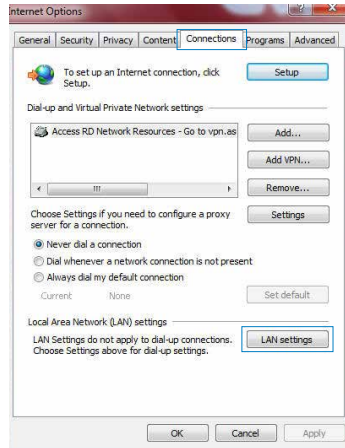 Internet Options
General Security Privacy Content Connections Programs Advanced
To set up an Internet connection, click
Setup.
Setup
Dial-up and Virtual Private Network settings
Access RD Network Resources - Go to vpn.as
Add...
Add VPN...
Remove...
Choose Settings if you need to configure a proxy
server for a connection.
Settings
Never dial a connection
Dial whenever a network connection is not present
Always dial my default connection
Current None
Set default
Local Area Network (LAN) settings
LAN Settings do not apply to dial-up connections.
Choose Settings above for dial-up settings.
LAN settings
OK Cancel Apply